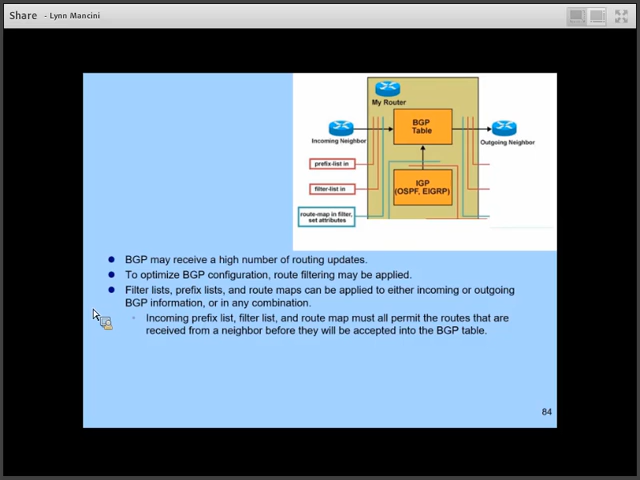 Share - Lynn Mancini
My Router
BGP
Table
Incoming Neighbor
Outgoing Neighbor
prefix-list in
filter-list in
IGP
(OSPF, EIGRP)
route-map in filter,
set attributes
BGP may receive a high number of routing updates.
To optimize BGP configuration, route filtering may be applied.
Filter lists, prefix lists, and route maps can be applied to either incoming or outgoing
BGP information, or in any combination.
Incoming prefix list, filter list, and route map must all permit the routes that are
received from a neighbor before they will be accepted into the BGP table.
84